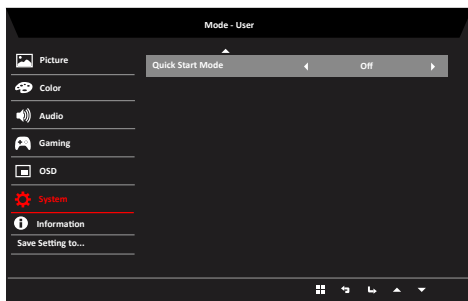 Mode - User
Picture
Quick Start Mode Off
Color
Audio
Gaming
OSD
System
Information
Save Setting to...